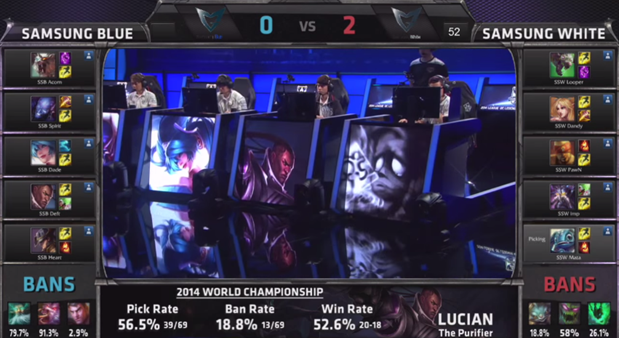 SAMSUNG BLUE
0 VS 2
52
SAMSUNG WHITE
SSB Acorn
SSB Spirit
SSB Dade
SSB Deft
SSB Heart
SSW Looper
SSW Dandy
SSW PawN
SSW Imp
Picking
SSW Mata
BANS
79.7% 91.3% 2.9%
2014 WORLD CHAMPIONSHIP
Pick Rate Ban Rate Win Rate
56.5% 39/69 18.8% 13/69 52.6% 20-18
LUCIAN
The Purifier
BANS
18.8% 58% 26.1%